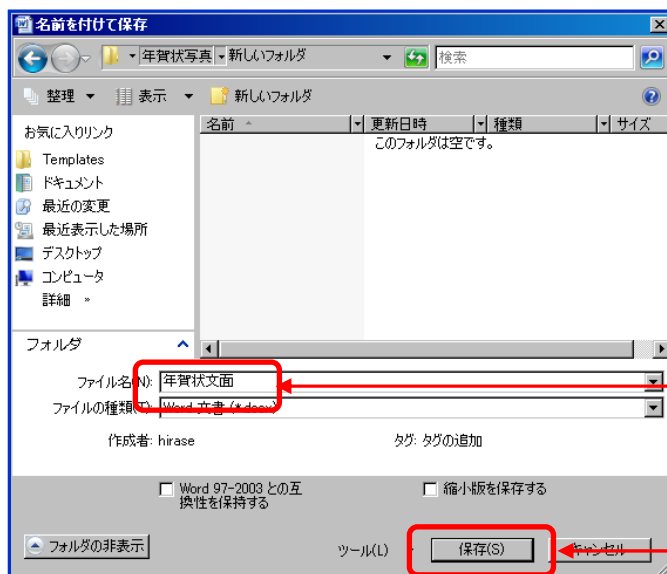 名前を付けて保存
年賀状写真 新しいフォルダ 検索
整理 表示 新しいフォルダ
お気に入りリンク
Templates
ドキュメント
最近の変更
最近表示した場所
デスクトップ
コンピュータ
詳細 »
フォルダ
名前 更新日時 種類 サイズ
このフォルダは空です。
ファイル名(N): 年賀状文面
ファイルの種類(T): Word 文書 (*.docx)
作成者: hirase タグ: タグの追加
Word 97-2003 との互
換性を保持する
縮小版を保存する
フォルダの非表示 ツール(L) 保存(S) キャンセル